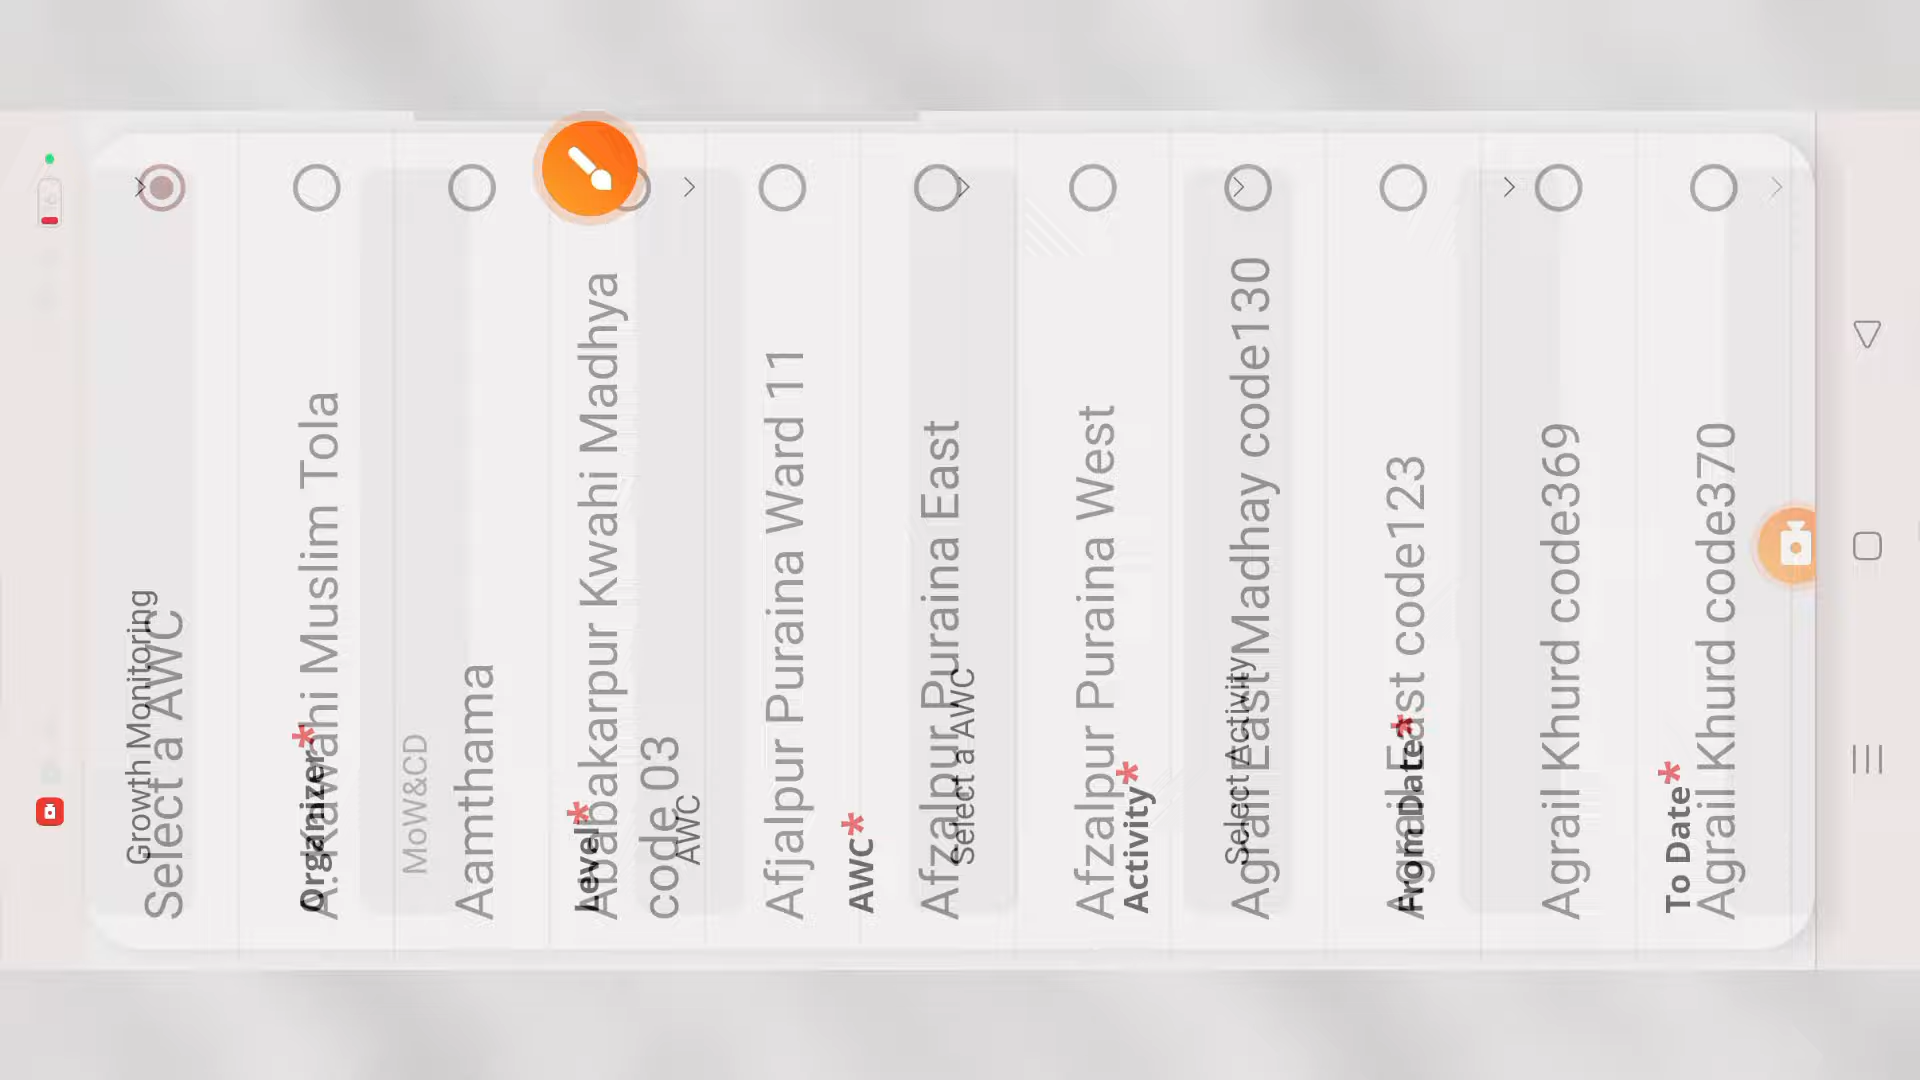 Growth Monitoring
Select a AWC
Organizer*
A. Kawahi Muslim Tola
MoW&CD
Aamthama
Level*
Ababakarpur Kwahi Madhya
code 03
AWC
Afjalpur Puraina Ward 11
AWC*
Afzalpur Puraina East
Select a AWC
Afzalpur Puraina West
Activity*
Select Activity
Agrail East Madhay code130
Agrail East code123
From Date*
Agrail Khurd code369
To Date*
Agrail Khurd code370